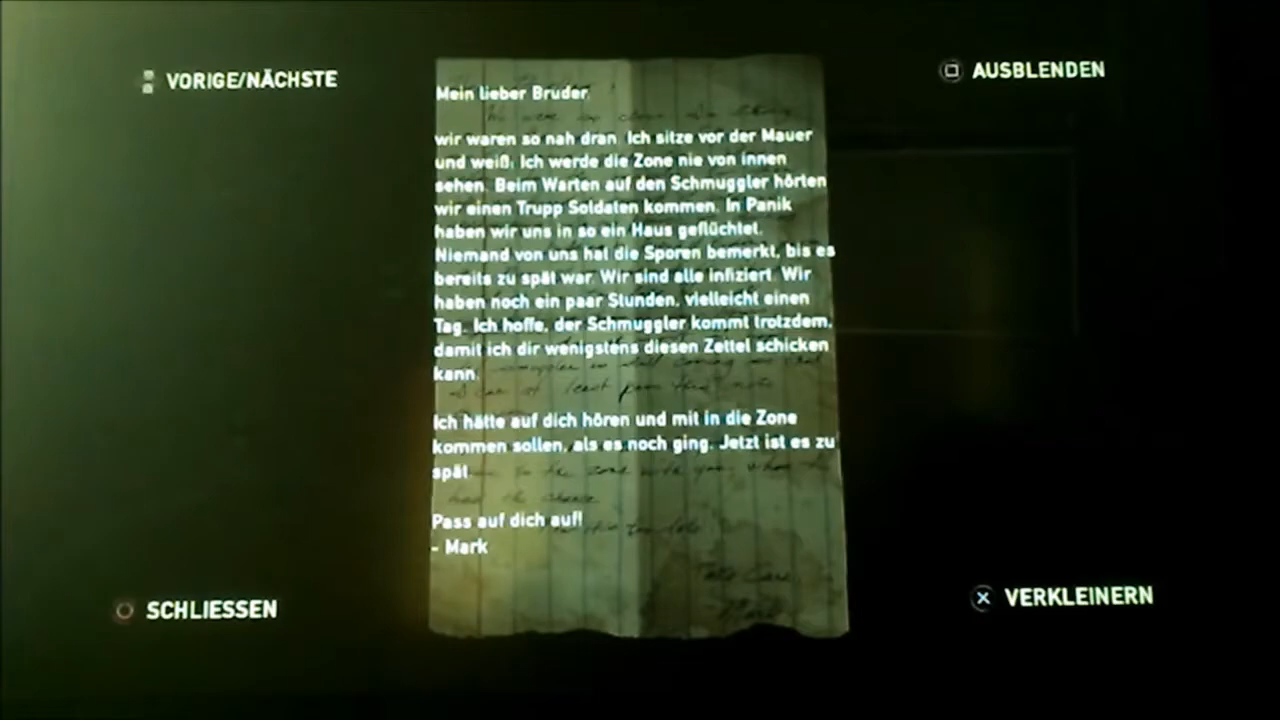 VORIGE/NÄCHSTE
AUSBLENDEN
Mein lieber Bruder,
wir waren so nah dran. Ich sitze vor der Mauer
und weiß: Ich werde die Zone nie von innen
sehen. Beim Warten auf den Schmuggler hörten
wir einen Trupp Soldaten kommen. In Panik
haben wir uns in so ein Haus geflüchtet.
Niemand von uns hat die Sporen bemerkt, bis es
bereits zu spät war. Wir sind alle infiziert. Wir
haben noch ein paar Stunden, vielleicht einen
Tag. Ich hoffe, der Schmuggler kommt trotzdem,
damit ich dir wenigstens diesen Zettel schicken
kann.
Ich hätte auf dich hören und mit in die Zone
kommen sollen, als es noch ging. Jetzt ist es zu
spät.
Pass auf dich auf!
- Mark
Take Care
Mark
SCHLIESSEN
VERKLEINERN